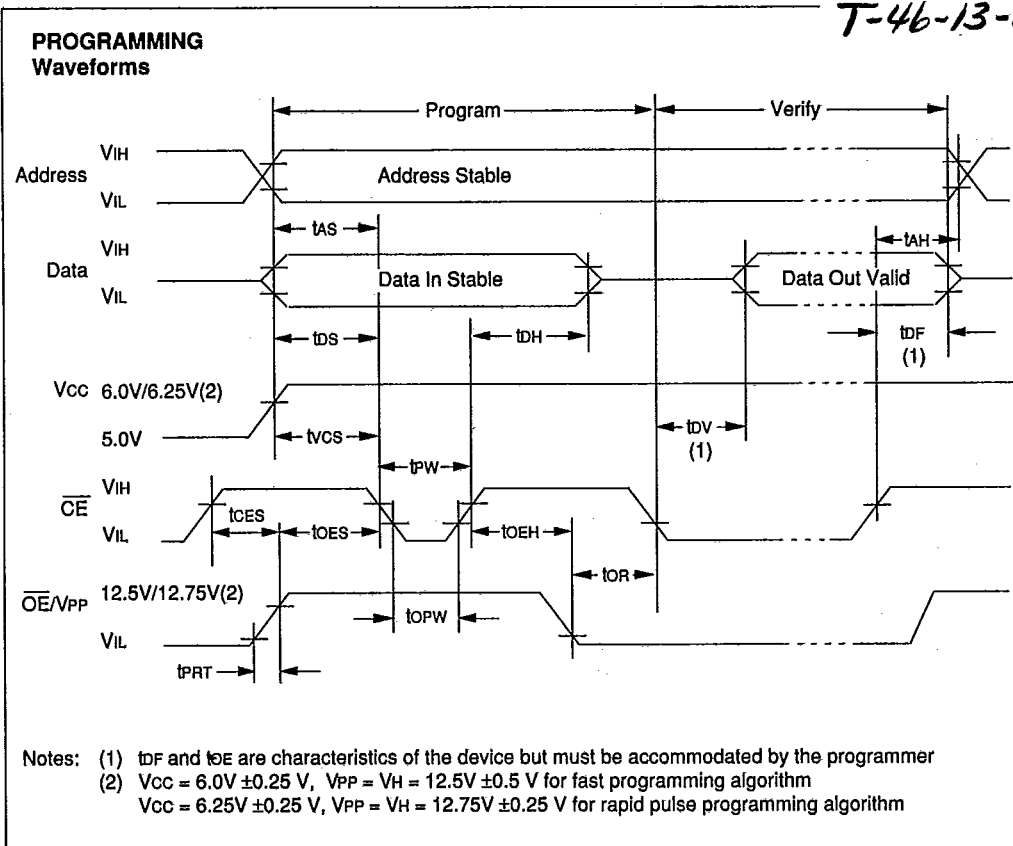 T-46-13-
PROGRAMMING
Waveforms
Program
Verify
Address
VIH
VIL
Address Stable
tAS
tAH
Data
VIH
VIL
Data In Stable
Data Out Valid
tDS
tDH
tDF
(1)
VCC 6.0V/6.25V(2)
5.0V
tVCS
tDV
(1)
tPW
CE
VIH
VIL
tCES
tOES
tOEH
tOR
OE/VPP
12.5V/12.75V(2)
VIL
tOPW
tPRT
Notes: (1) tDF and tOE are characteristics of the device but must be accommodated by the programmer
(2) VCC = 6.0V ±0.25 V, VPP = VH = 12.5V ±0.5 V for fast programming algorithm
VCC = 6.25V ±0.25 V, VPP = VH = 12.75V ±0.25 V for rapid pulse programming algorithm